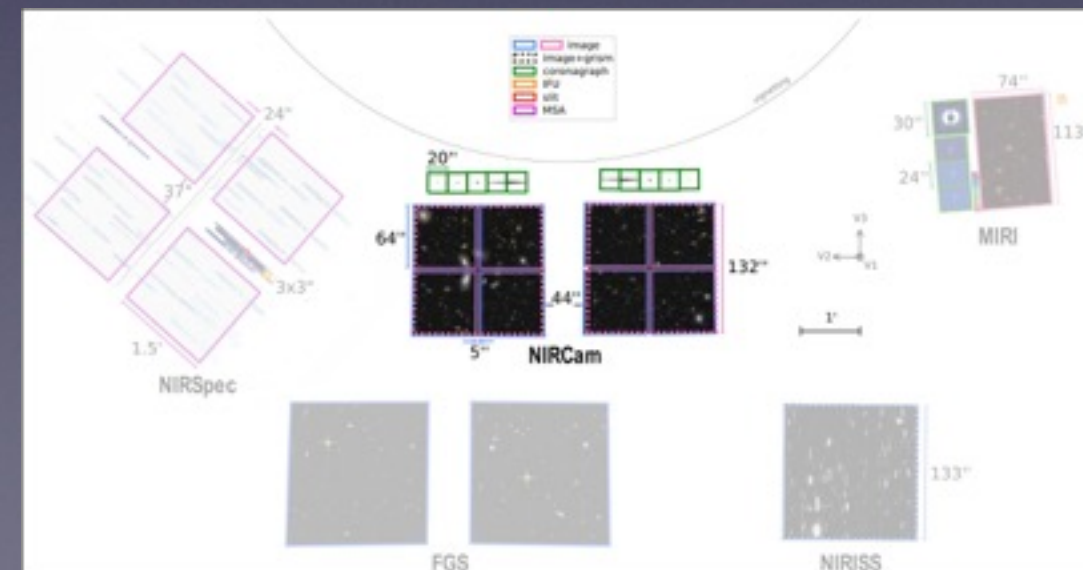 image
image+grism
coronagraph
IFU
slit
MSA
vignetting
24"
37"
3x3"
1.5'
NIRSpec
20"
64"
44"
132"
5"
NIRCam
74"
30"
113
24"
MIRI
V3
V2
V1
1'
133"
FGS
NIRISS